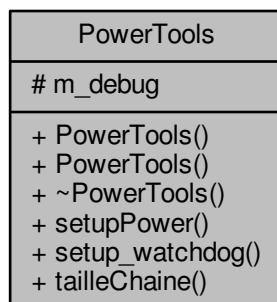 PowerTools
# m_debug
+ PowerTools()
+ PowerTools()
+ ~PowerTools()
+ setupPower()
+ setup_watchdog()
+ tailleChaine()